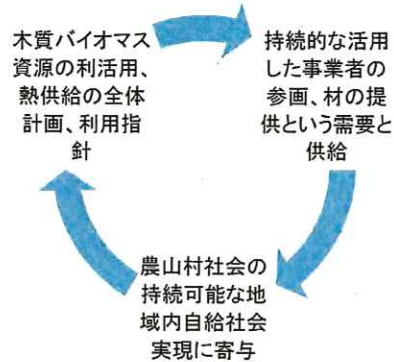 木質バイオマス
資源の利活用、
熱供給の全体
計画、利用指
針
持続的な活用
した事業者の
参画、材の提
供という需要と
供給
農山村社会の
持続可能な地
域内自給社会
実現に寄与